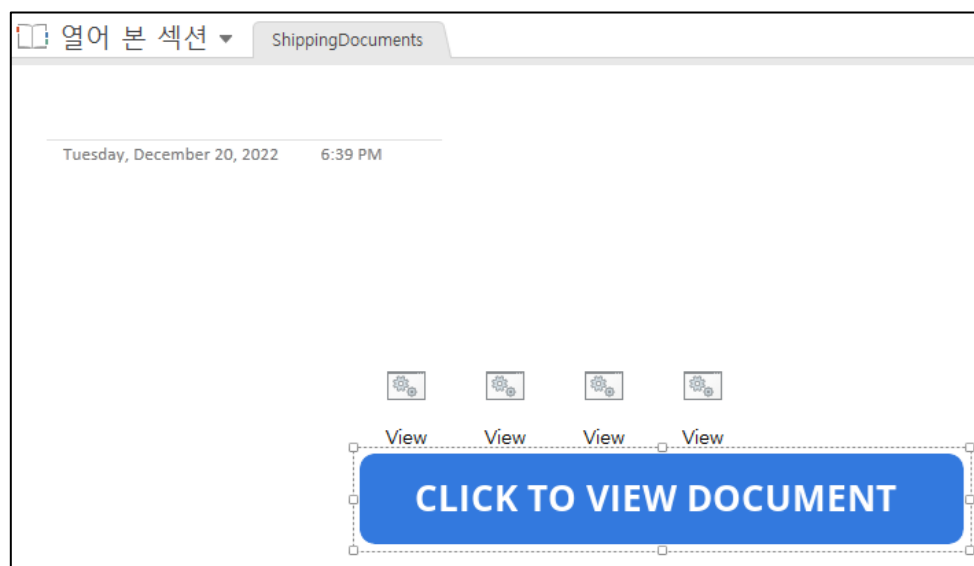 열어 본 섹션 ShippingDocuments
Tuesday, December 20, 2022 6:39 PM
View View View View
CLICK TO VIEW DOCUMENT